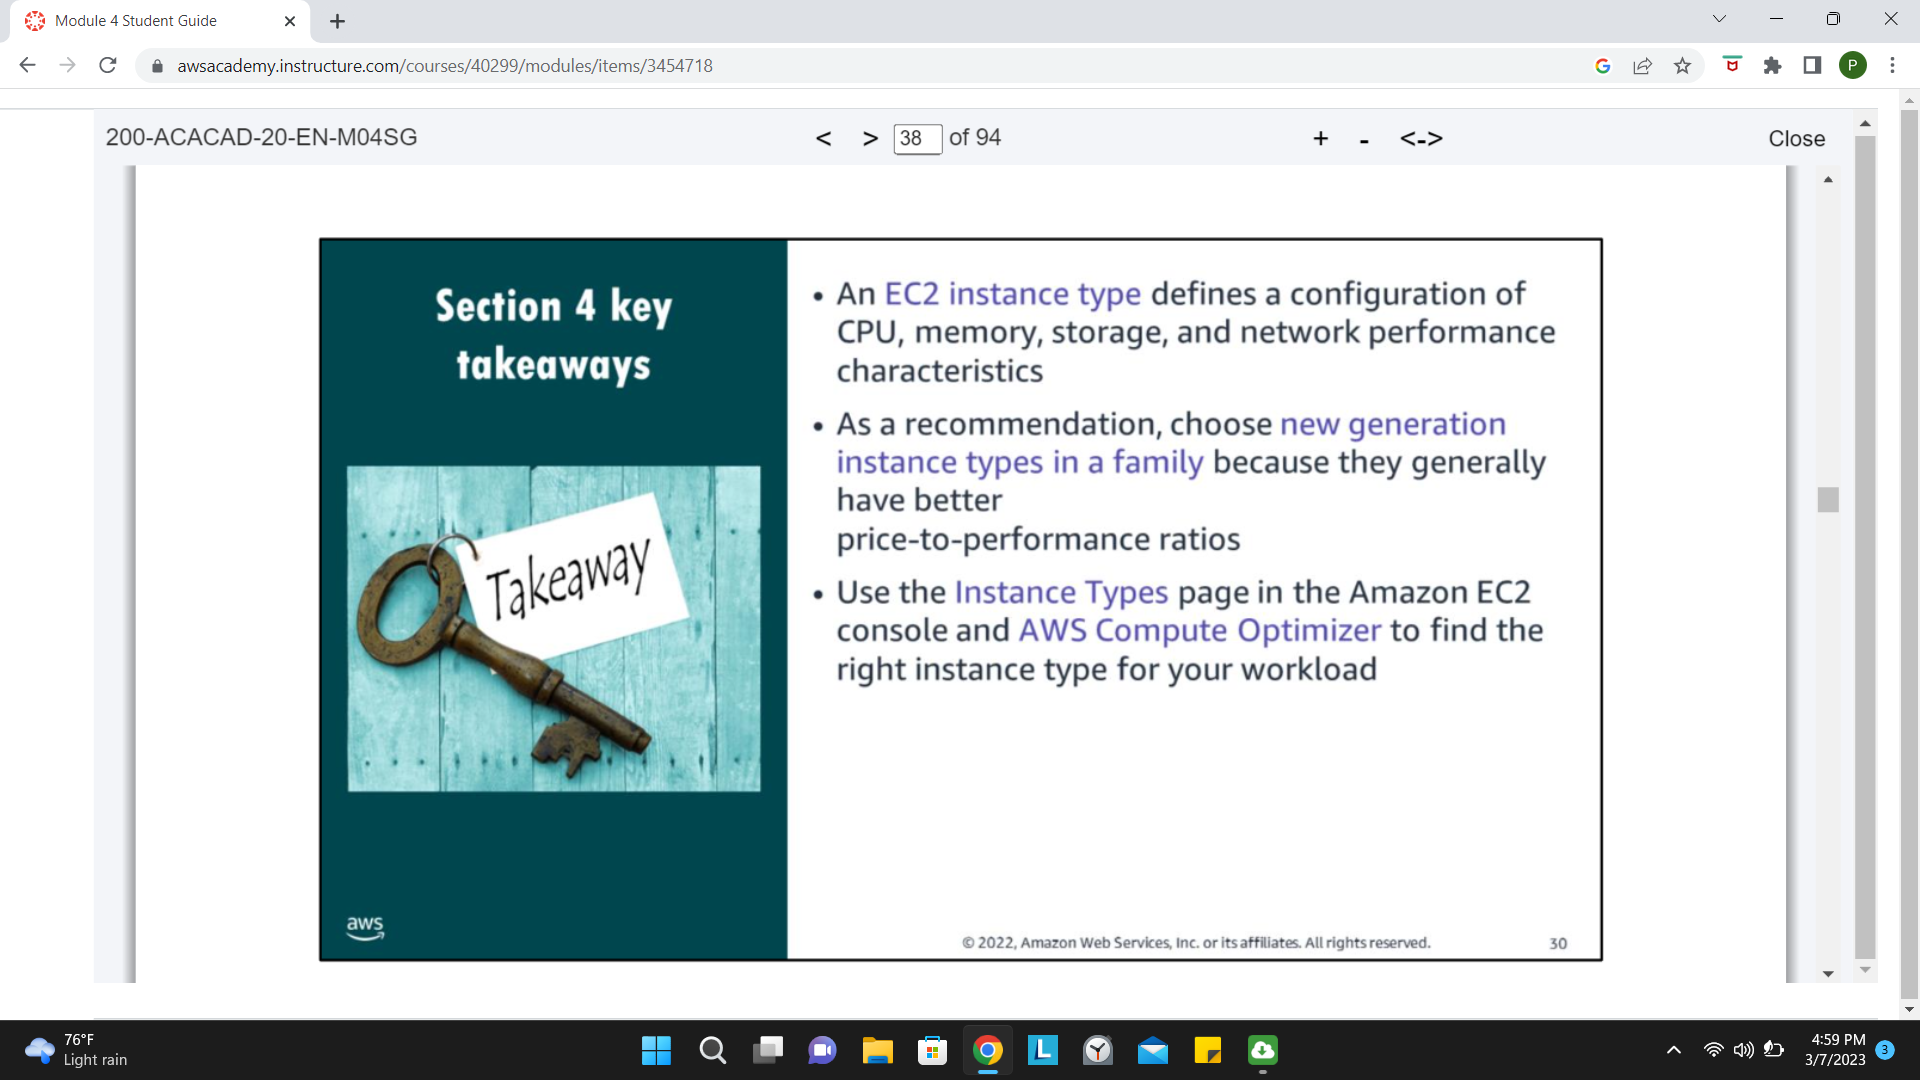 Module 4 Student Guide
awsacademy.instructure.com/courses/40299/modules/items/3454718
P
200-ACACAD-20-EN-M04SG
< > 38 of 94
+ - <->
Close
Section 4 key
takeaways
Takeaway
aws
• An EC2 instance type defines a configuration of
CPU, memory, storage, and network performance
characteristics
• As a recommendation, choose new generation
instance types in a family because they generally
have better
price-to-performance ratios
• Use the Instance Types page in the Amazon EC2
console and AWS Compute Optimizer to find the
right instance type for your workload
© 2022, Amazon Web Services, Inc. or its affiliates. All rights reserved.
30
76°F
Light rain
L
4:59 PM
3/7/2023
3